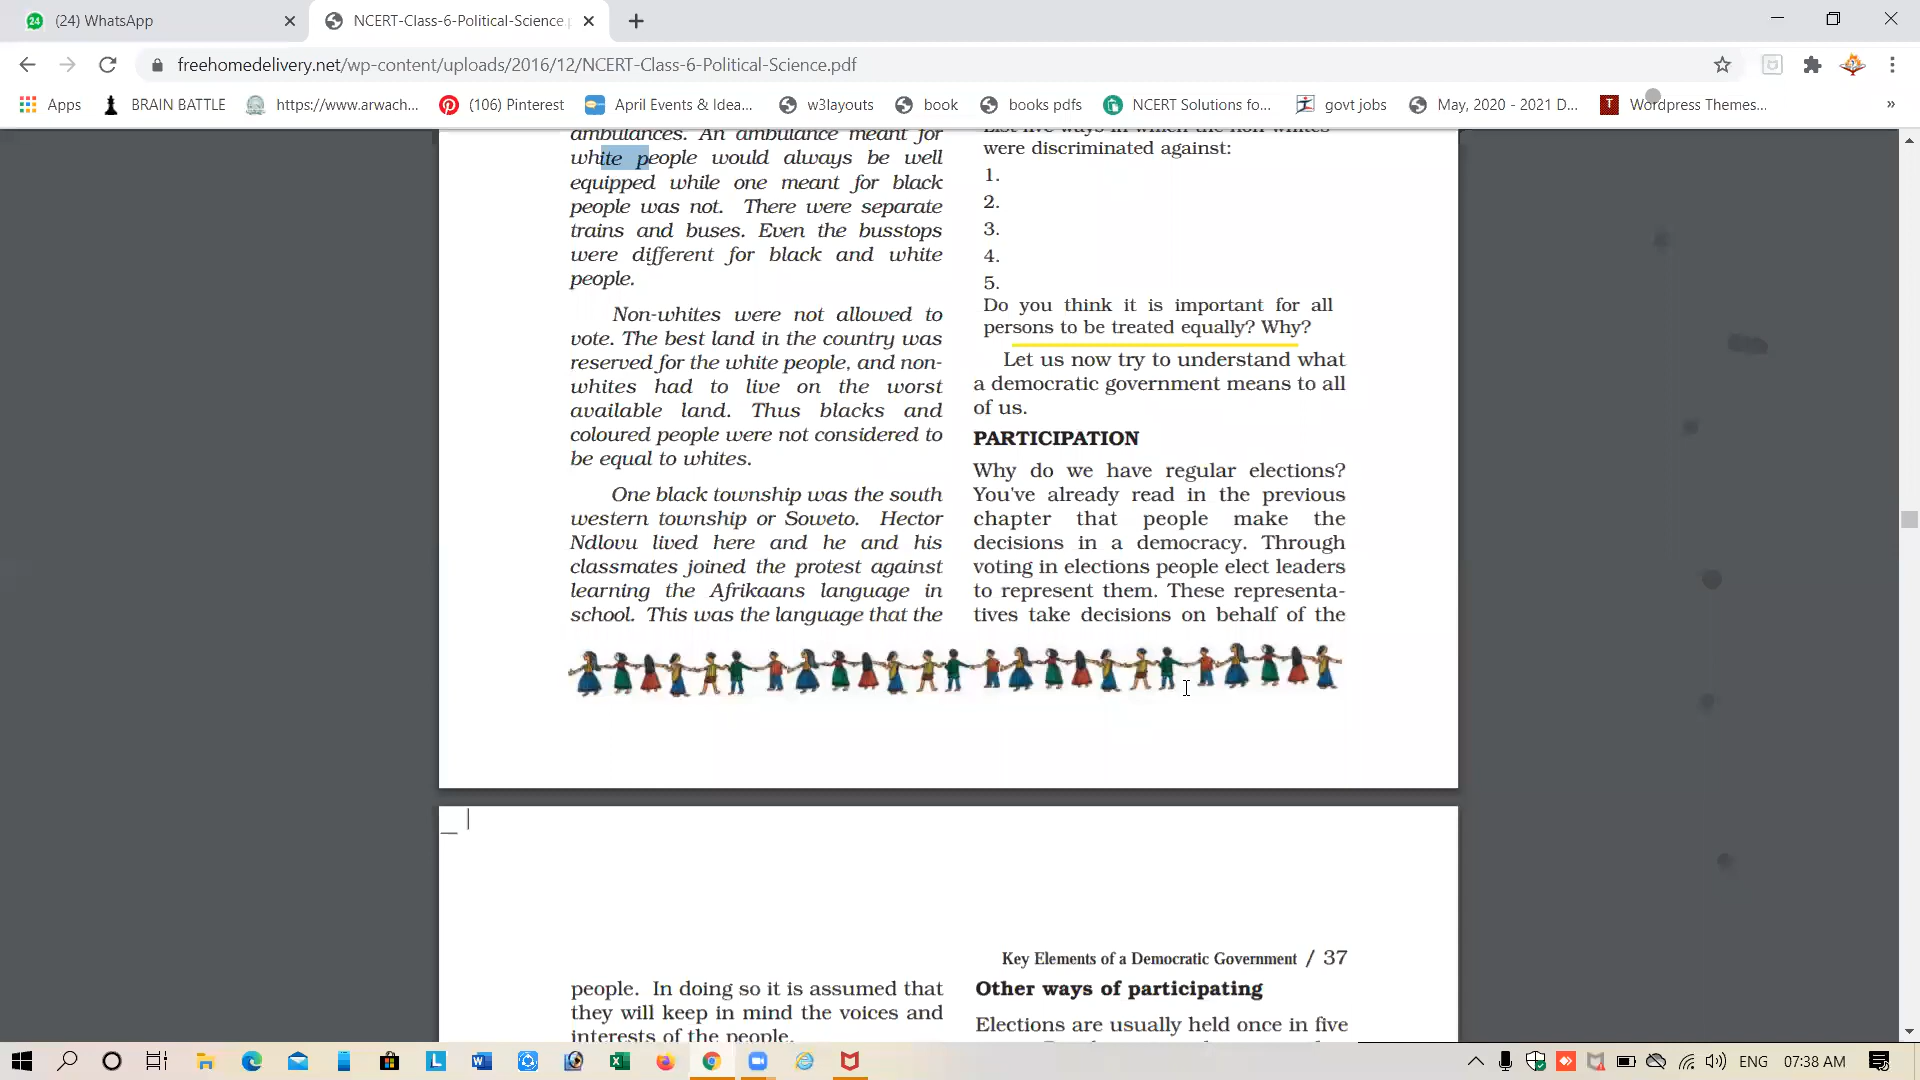 (24) WhatsApp
NCERT-Class-6-Political-Science.p
freehomedelivery.net/wp-content/uploads/2016/12/NCERT-Class-6-Political-Science.pdf
Apps BRAIN BATTLE https://www.arwach... (106) Pinterest April Events & Idea... w3layouts book books pdfs NCERT Solutions fo... govt jobs May, 2020 - 2021 D... Wordpress Themes... »
ambulances. An ambulance meant for
white people would always be well
equipped while one meant for black
people was not. There were separate
trains and buses. Even the busstops
were different for black and white
people.
Non-whites were not allowed to
vote. The best land in the country was
reserved for the white people, and non-
whites had to live on the worst
available land. Thus blacks and
coloured people were not considered to
be equal to whites.
One black township was the south
western township or Soweto. Hector
Ndlovu lived here and he and his
classmates joined the protest against
learning the Afrikaans language in
school. This was the language that the
List five ways in which the non-whites
were discriminated against:
1.
2.
3.
4.
5.
Do you think it is important for all
persons to be treated equally? Why?
Let us now try to understand what
a democratic government means to all
of us.
PARTICIPATION
Why do we have regular elections?
You've already read in the previous
chapter that people make the
decisions in a democracy. Through
voting in elections people elect leaders
to represent them. These representa-
tives take decisions on behalf of the
Key Elements of a Democratic Government / 37
people. In doing so it is assumed that
they will keep in mind the voices and
interests of the people.
Other ways of participating
Elections are usually held once in five
ENG 07:38 AM